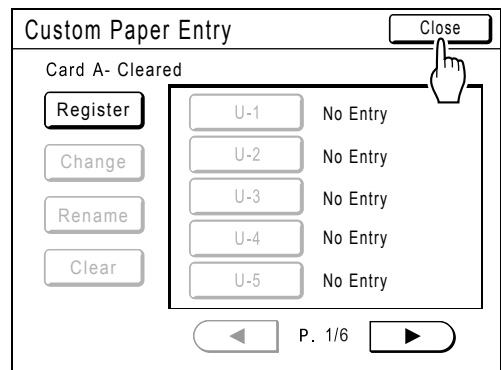 Custom Paper Entry Close
Card A- Cleared
Register U-1 No Entry
Change U-2 No Entry
Rename U-3 No Entry
U-4 No Entry
Clear U-5 No Entry
◀ P. 1/6 ▶